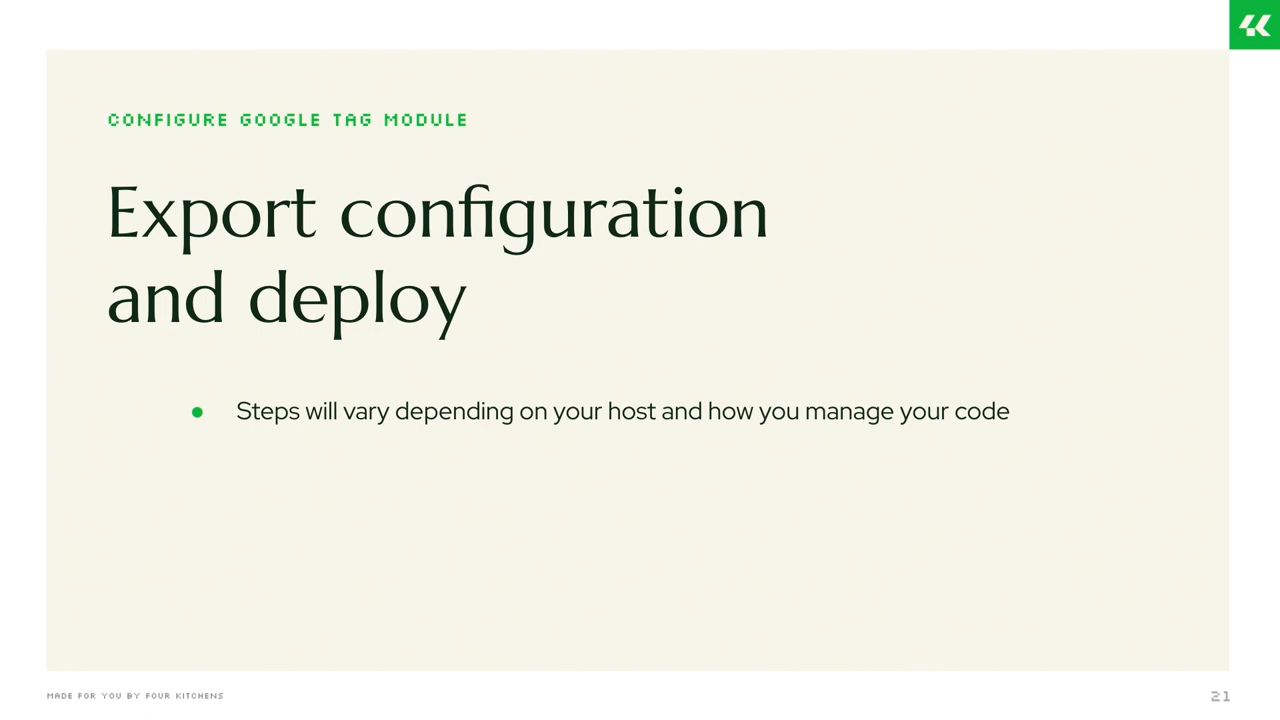 CONFIGURE GOOGLE TAG MODULE
Export configuration
and deploy
● Steps will vary depending on your host and how you manage your code
MADE FOR YOU BY FOUR KITCHENS
21